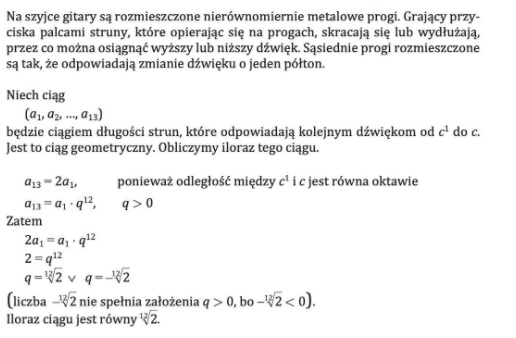 Na szyjce gitary są rozmieszczone nierównomiernie metalowe progi. Grający przy-
ciska palcami struny, które opierając się na progach, skracają się lub wydłużają,
przez co można osiągnąć wyższy lub niższy dźwięk. Sąsiednie progi rozmieszczone
są tak, że odpowiadają zmianie dźwięku o jeden półton.
Niech ciąg
(a₁, a₂, ..., a₁₃)
będzie ciągiem długości strun, które odpowiadają kolejnym dźwiękom od c¹ do c.
Jest to ciąg geometryczny. Obliczymy iloraz tego ciągu.
a₁₃ = 2a₁, ponieważ odległość między c¹ i c jest równa oktawie
a₁₃ = a₁ · q¹², q > 0
Zatem
2a₁ = a₁ · q¹²
2 = q¹²
q = ¹²√2 ∨ q = –¹²√2
(liczba –¹²√2 nie spełnia założenia q > 0, bo –¹²√2 < 0).
Iloraz ciągu jest równy ¹²√2.